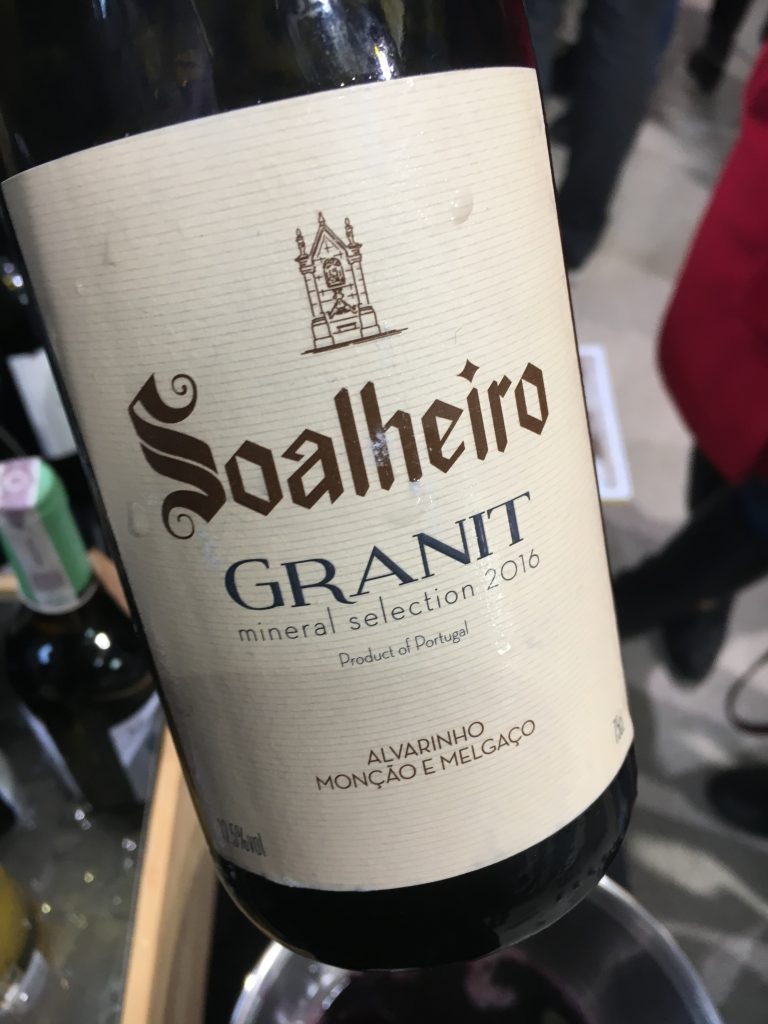 Soalheiro
GRANIT
mineral selection 2016
Product of Portugal
ALVARINHO
MONÇÃO E MELGAÇO